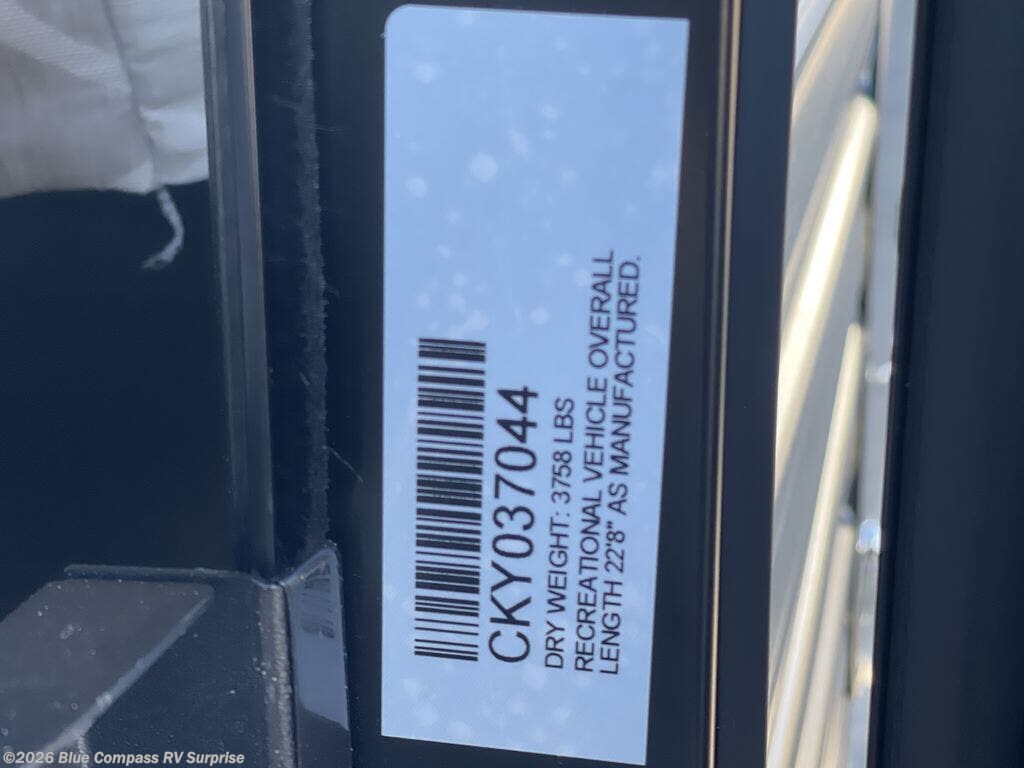 CKY037044
DRY WEIGHT: 3758 LBS
RECREATIONAL VEHICLE OVERALL
LENGTH 22'8" AS MANUFACTURED.
©2026 Blue Compass RV Surprise